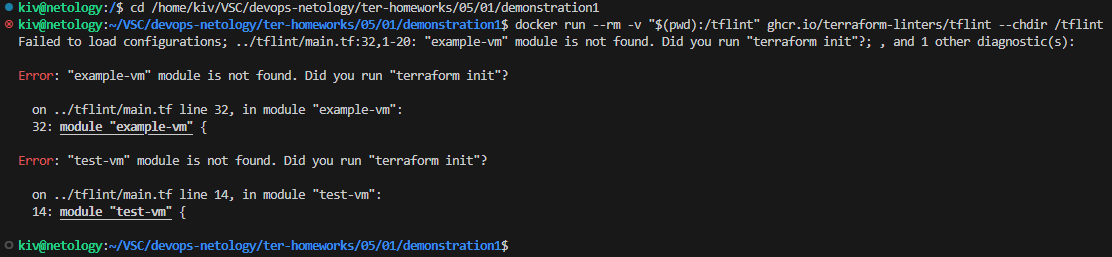 kiv@netology:/$ cd /home/kiv/VSC/devops-netology/ter-homeworks/05/01/demonstration1
kiv@netology:~/VSC/devops-netology/ter-homeworks/05/01/demonstration1$ docker run --rm -v "$(pwd):/tflint" ghcr.io/terraform-linters/tflint --chdir /tflint
Failed to load configurations; ../tflint/main.tf:32,1-20: "example-vm" module is not found. Did you run "terraform init"?; , and 1 other diagnostic(s):
Error: "example-vm" module is not found. Did you run "terraform init"?
on ../tflint/main.tf line 32, in module "example-vm":
32: module "example-vm" {
Error: "test-vm" module is not found. Did you run "terraform init"?
on ../tflint/main.tf line 14, in module "test-vm":
14: module "test-vm" {
kiv@netology:~/VSC/devops-netology/ter-homeworks/05/01/demonstration1$